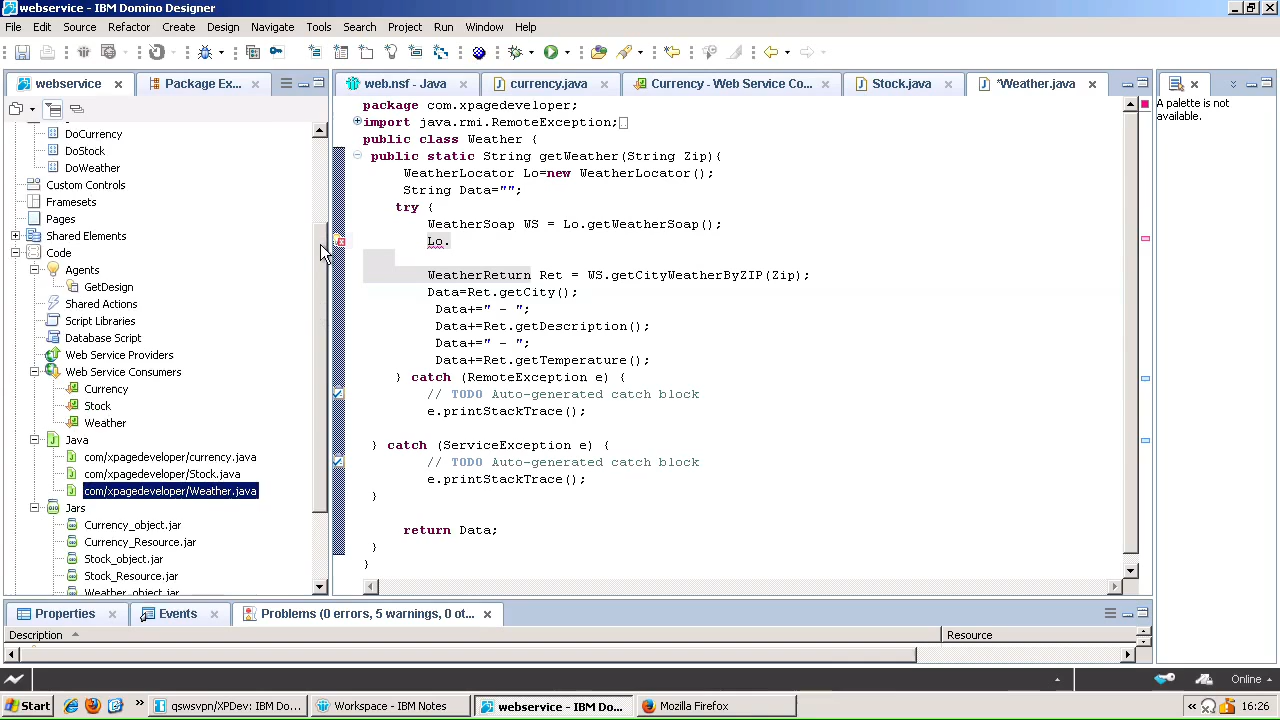 webservice - IBM Domino Designer
File Edit Source Refactor Create Design Navigate Tools Search Project Run Window Help
webservice Package Ex... web.nsf - Java currency.java Currency - Web Service Co... Stock.java *Weather.java
A palette is not available.
DoCurrency
DoStock
DoWeather
Custom Controls
Framesets
Pages
Shared Elements
Code
Agents
GetDesign
Shared Actions
Script Libraries
Database Script
Web Service Providers
Web Service Consumers
Currency
Stock
Weather
Java
com/xpagedeveloper/currency.java
com/xpagedeveloper/Stock.java
com/xpagedeveloper/Weather.java
Jars
Currency_object.jar
Currency_Resource.jar
Stock_object.jar
Stock_Resource.jar
Weather_object.jar
package com.xpagedeveloper;
import java.rmi.RemoteException;
public class Weather {
public static String getWeather(String Zip){
WeatherLocator Lo=new WeatherLocator();
String Data="";
try {
WeatherSoap WS = Lo.getWeatherSoap();
Lo.
WeatherReturn Ret = WS.getCityWeatherByZIP(Zip);
Data=Ret.getCity();
Data+=" - ";
Data+=Ret.getDescription();
Data+=" - ";
Data+=Ret.getTemperature();
} catch (RemoteException e) {
// TODO Auto-generated catch block
e.printStackTrace();
} catch (ServiceException e) {
// TODO Auto-generated catch block
e.printStackTrace();
}
return Data;
}
}
Properties Events Problems (0 errors, 5 warnings, 0 ot...
Description Resource
Online
Start qswsvpn/XPDev: IBM Do... Workspace - IBM Notes webservice - IBM Do... Mozilla Firefox 16:26